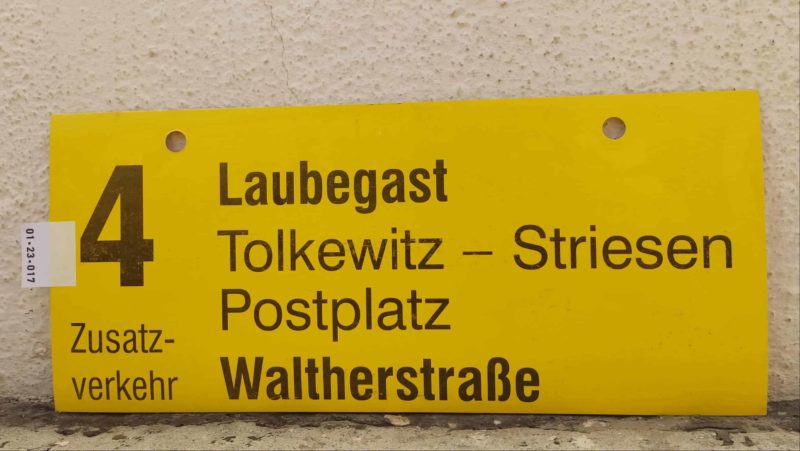 4
Zusatz-
verkehr
Laubegast
Tolkewitz – Striesen
Postplatz
Waltherstraße
01-23-017